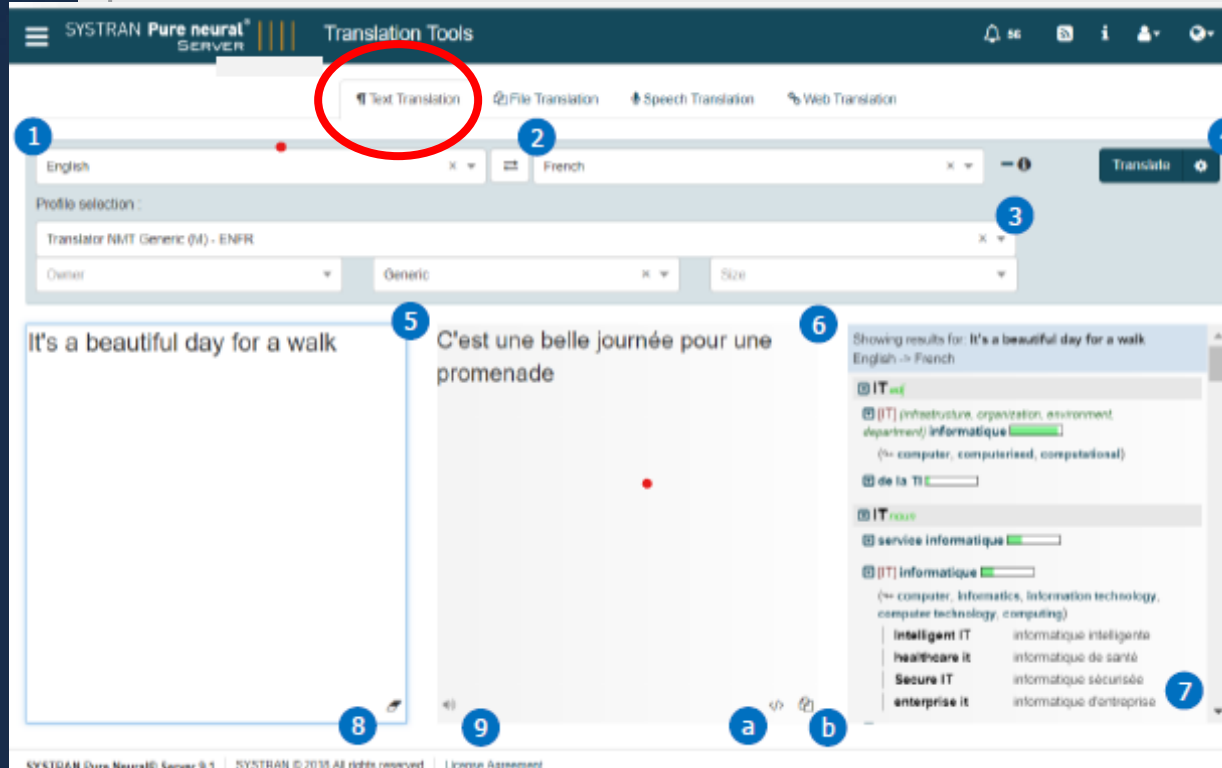 SYSTRAN Pure neural® SERVER
Translation Tools
56
Text Translation
File Translation
Speech Translation
Web Translation
1
2
English
French
Translate
Profile selection :
3
Translator NMT Generic (M) - ENFR
Owner
Generic
Size
5
6
It's a beautiful day for a walk
C'est une belle journée pour une
promenade
Showing results for: It's a beautiful day for a walk
English -> French
IT adj
[IT] (infrastructure, organization, environment,
department) informatique
computer, computerised, computational)
de la TI
IT noun
service informatique
[IT] informatique
computer, informatics, information technology,
computer technology, computing)
Intelligent IT informatique intelligente
healthcare it informatique de santé
Secure IT informatique sécurisée
enterprise it informatique d'entreprise
7
8
9
a
b
SYSTRAN Pure Neural® Server 9.1
SYSTRAN © 2018 All rights reserved
License Agreement